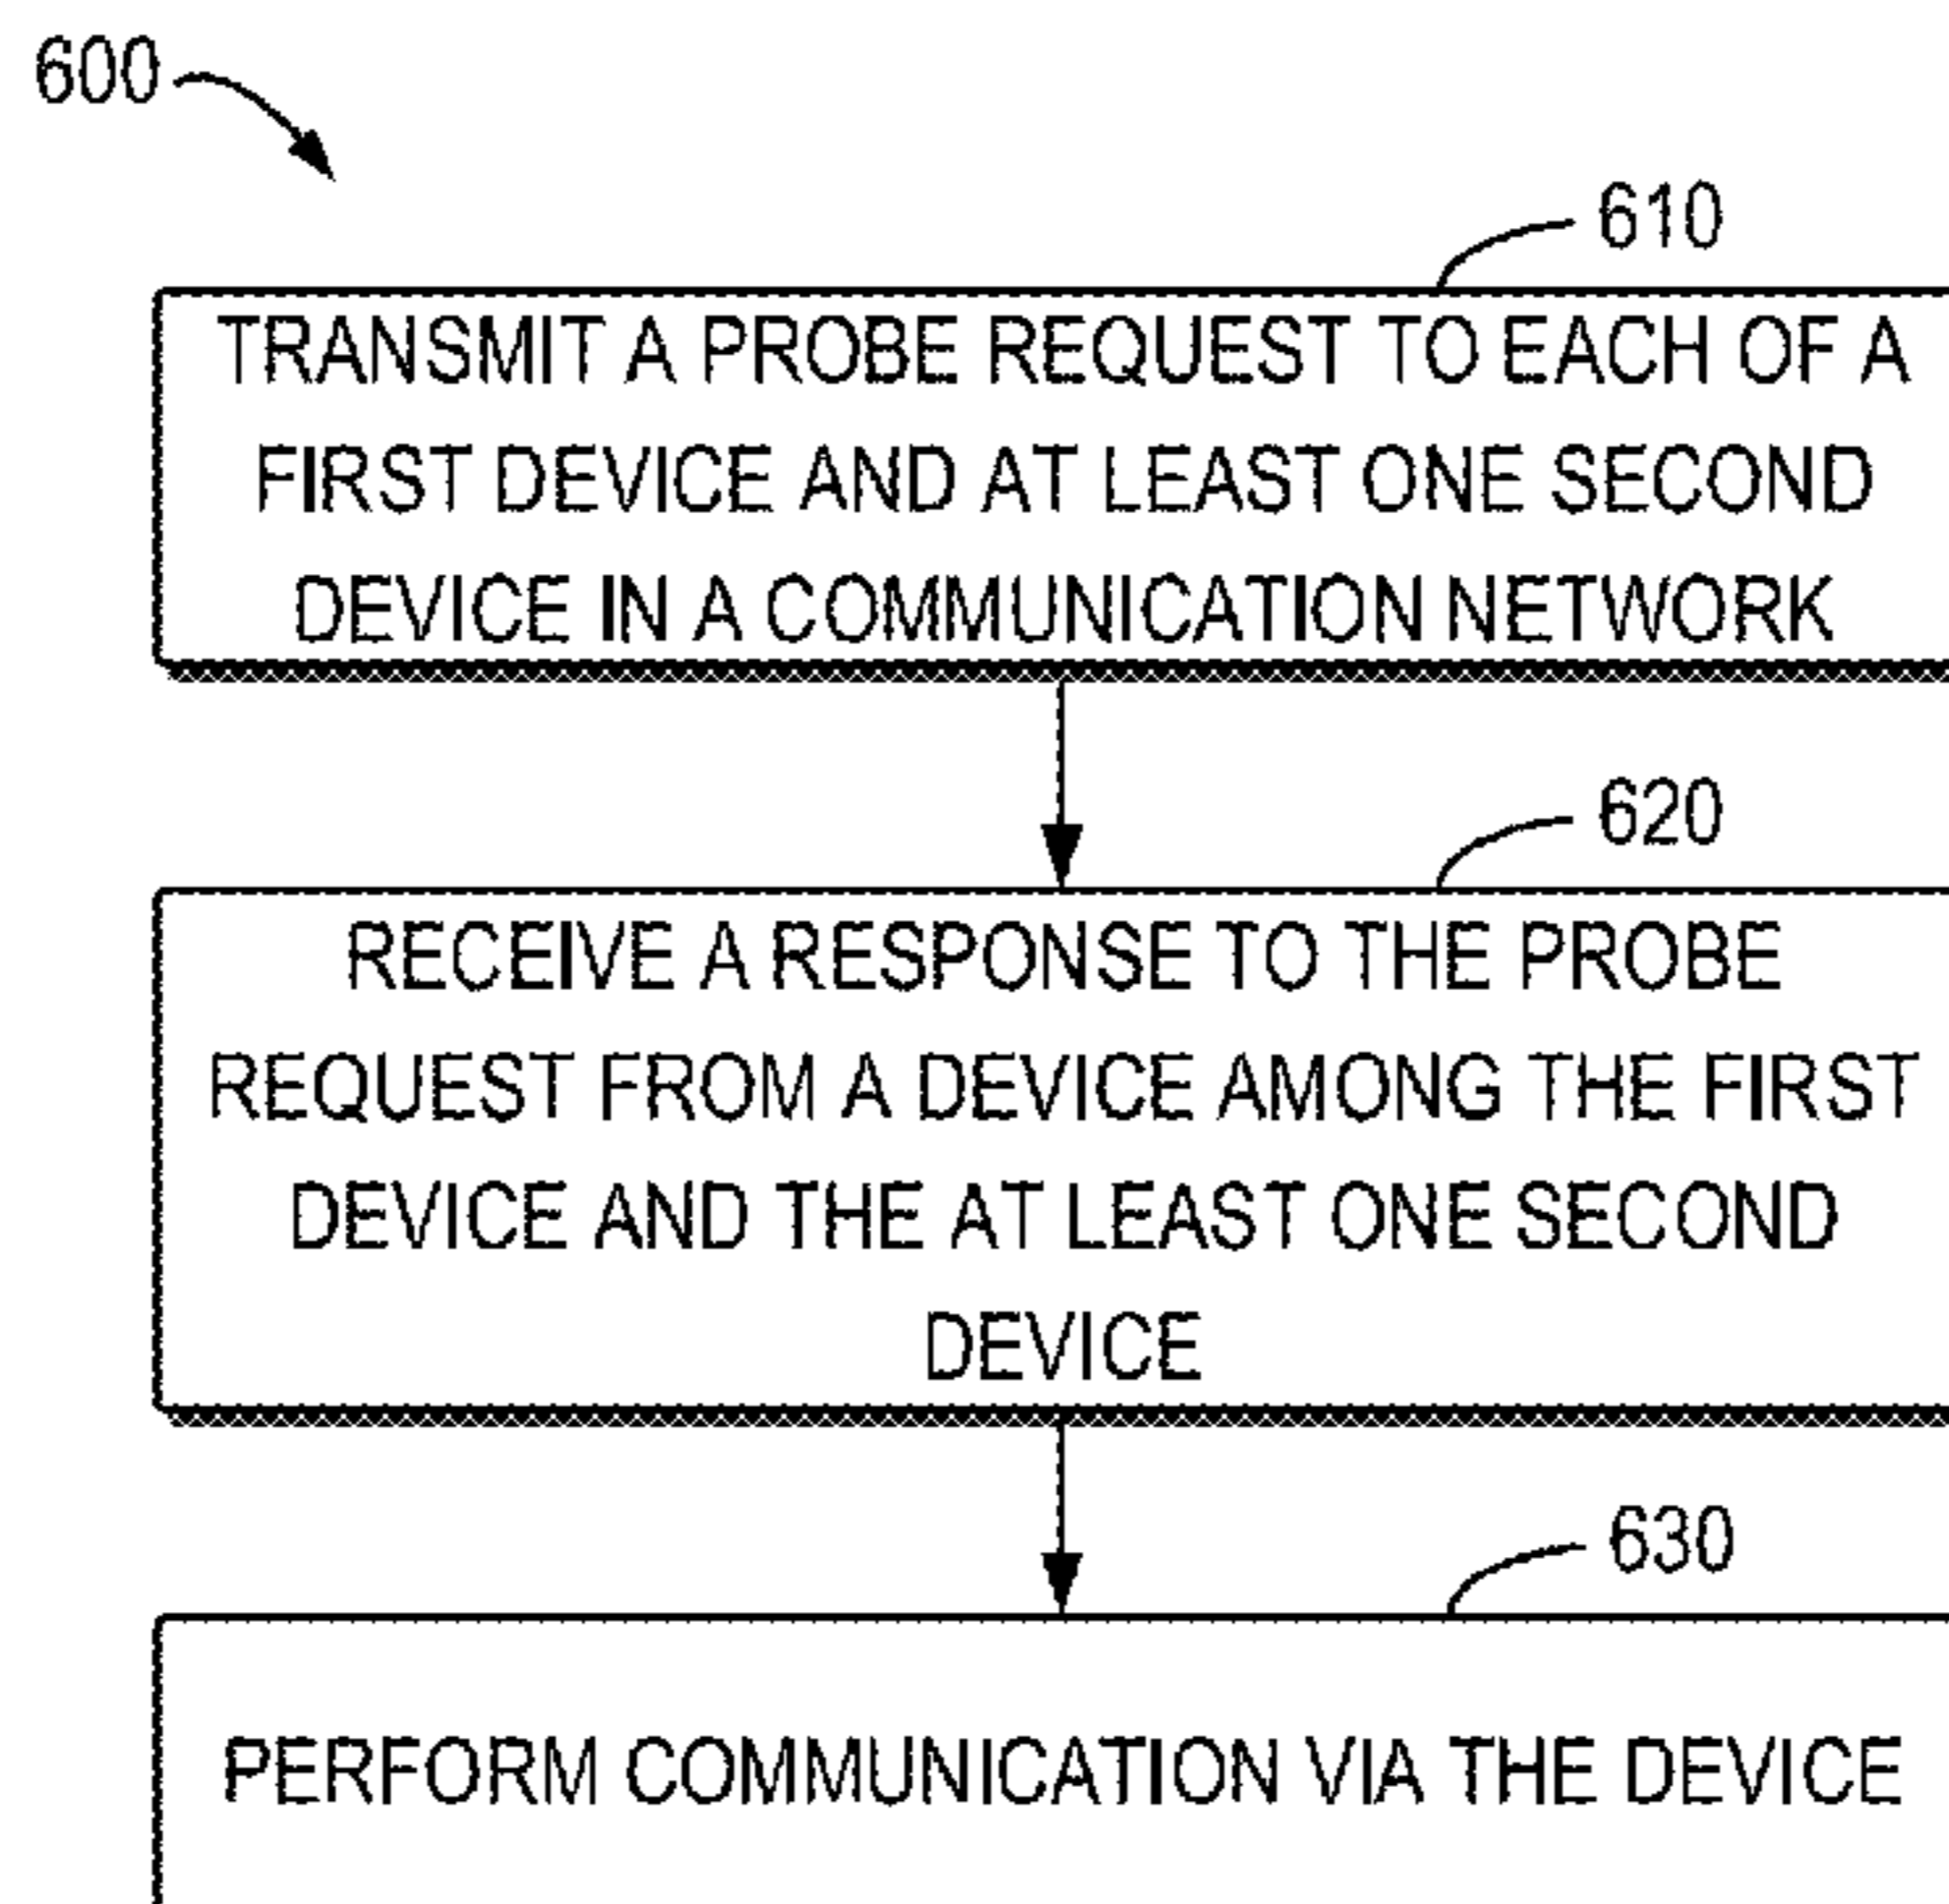 600
610
TRANSMIT A PROBE REQUEST TO EACH OF A
FIRST DEVICE AND AT LEAST ONE SECOND
DEVICE IN A COMMUNICATION NETWORK
620
RECEIVE A RESPONSE TO THE PROBE
REQUEST FROM A DEVICE AMONG THE FIRST
DEVICE AND THE AT LEAST ONE SECOND
DEVICE
630
PERFORM COMMUNICATION VIA THE DEVICE